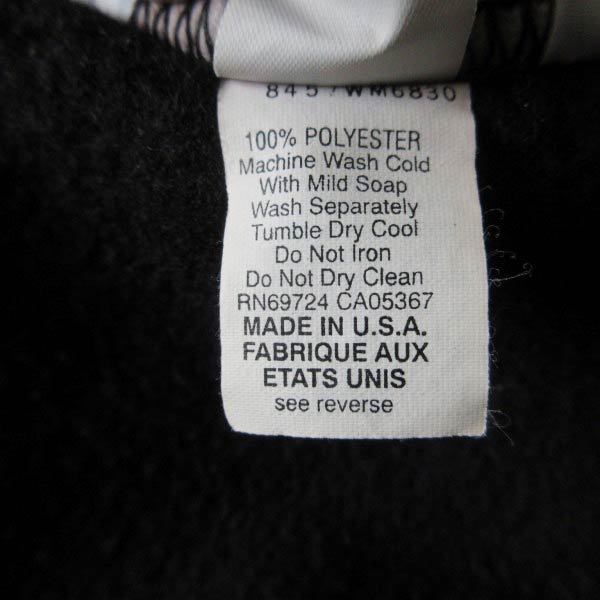 100% POLYESTER
Machine Wash Cold
With Mild Soap
Wash Separately
Tumble Dry Cool
Do Not Iron
Do Not Dry Clean
RN69724 CA05367
MADE IN U.S.A.
FABRIQUE AUX
ETATS UNIS
see reverse